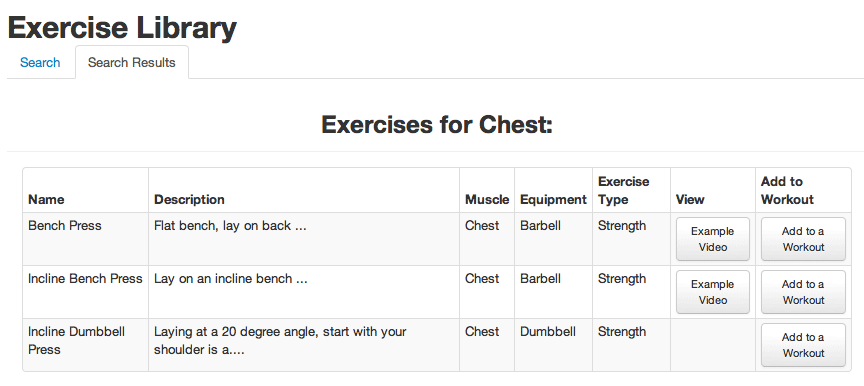 Exercise Library
Search Search Results
Exercises for Chest:
Name Description Muscle Equipment Exercise Type View Add to Workout
Bench Press Flat bench, lay on back ... Chest Barbell Strength Example Video Add to a Workout
Incline Bench Press Lay on an incline bench ... Chest Barbell Strength Example Video Add to a Workout
Incline Dumbbell Press Laying at a 20 degree angle, start with your shoulder is a.... Chest Dumbbell Strength Add to a Workout